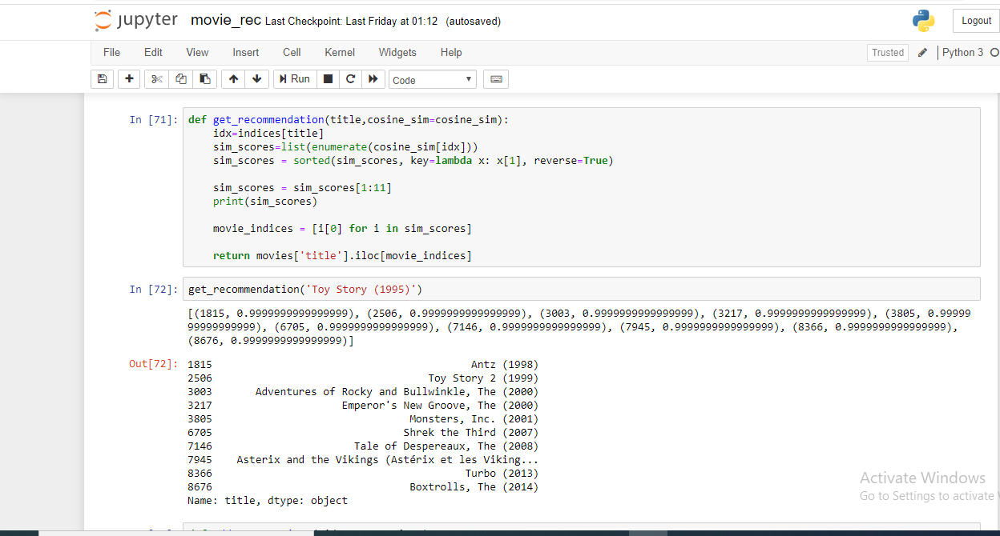 jupyter movie_rec Last Checkpoint: Last Friday at 01:12 (autosaved) Logout
File Edit View Insert Cell Kernel Widgets Help Trusted Python 3
Run Code
In [71]: def get_recommendation(title,cosine_sim=cosine_sim):
    idx=indices[title]
    sim_scores=list(enumerate(cosine_sim[idx]))
    sim_scores = sorted(sim_scores, key=lambda x: x[1], reverse=True)
    sim_scores = sim_scores[1:11]
    print(sim_scores)
    movie_indices = [i[0] for i in sim_scores]
    return movies['title'].iloc[movie_indices]
In [72]: get_recommendation('Toy Story (1995)')
[(1815, 0.9999999999999999), (2506, 0.9999999999999999), (3003, 0.9999999999999999), (3217, 0.9999999999999999), (3805, 0.99999
99999999999), (6705, 0.9999999999999999), (7146, 0.9999999999999999), (7945, 0.9999999999999999), (8366, 0.9999999999999999),
(8676, 0.9999999999999999)]
Out[72]: 1815 Antz (1998)
2506 Toy Story 2 (1999)
3003 Adventures of Rocky and Bullwinkle, The (2000)
3217 Emperor's New Groove, The (2000)
3805 Monsters, Inc. (2001)
6705 Shrek the Third (2007)
7146 Tale of Despereaux, The (2008)
7945 Asterix and the Vikings (Astérix et les Viking...
8366 Turbo (2013)
8676 Boxtrolls, The (2014)
Name: title, dtype: object
Activate Windows
Go to Settings to activate